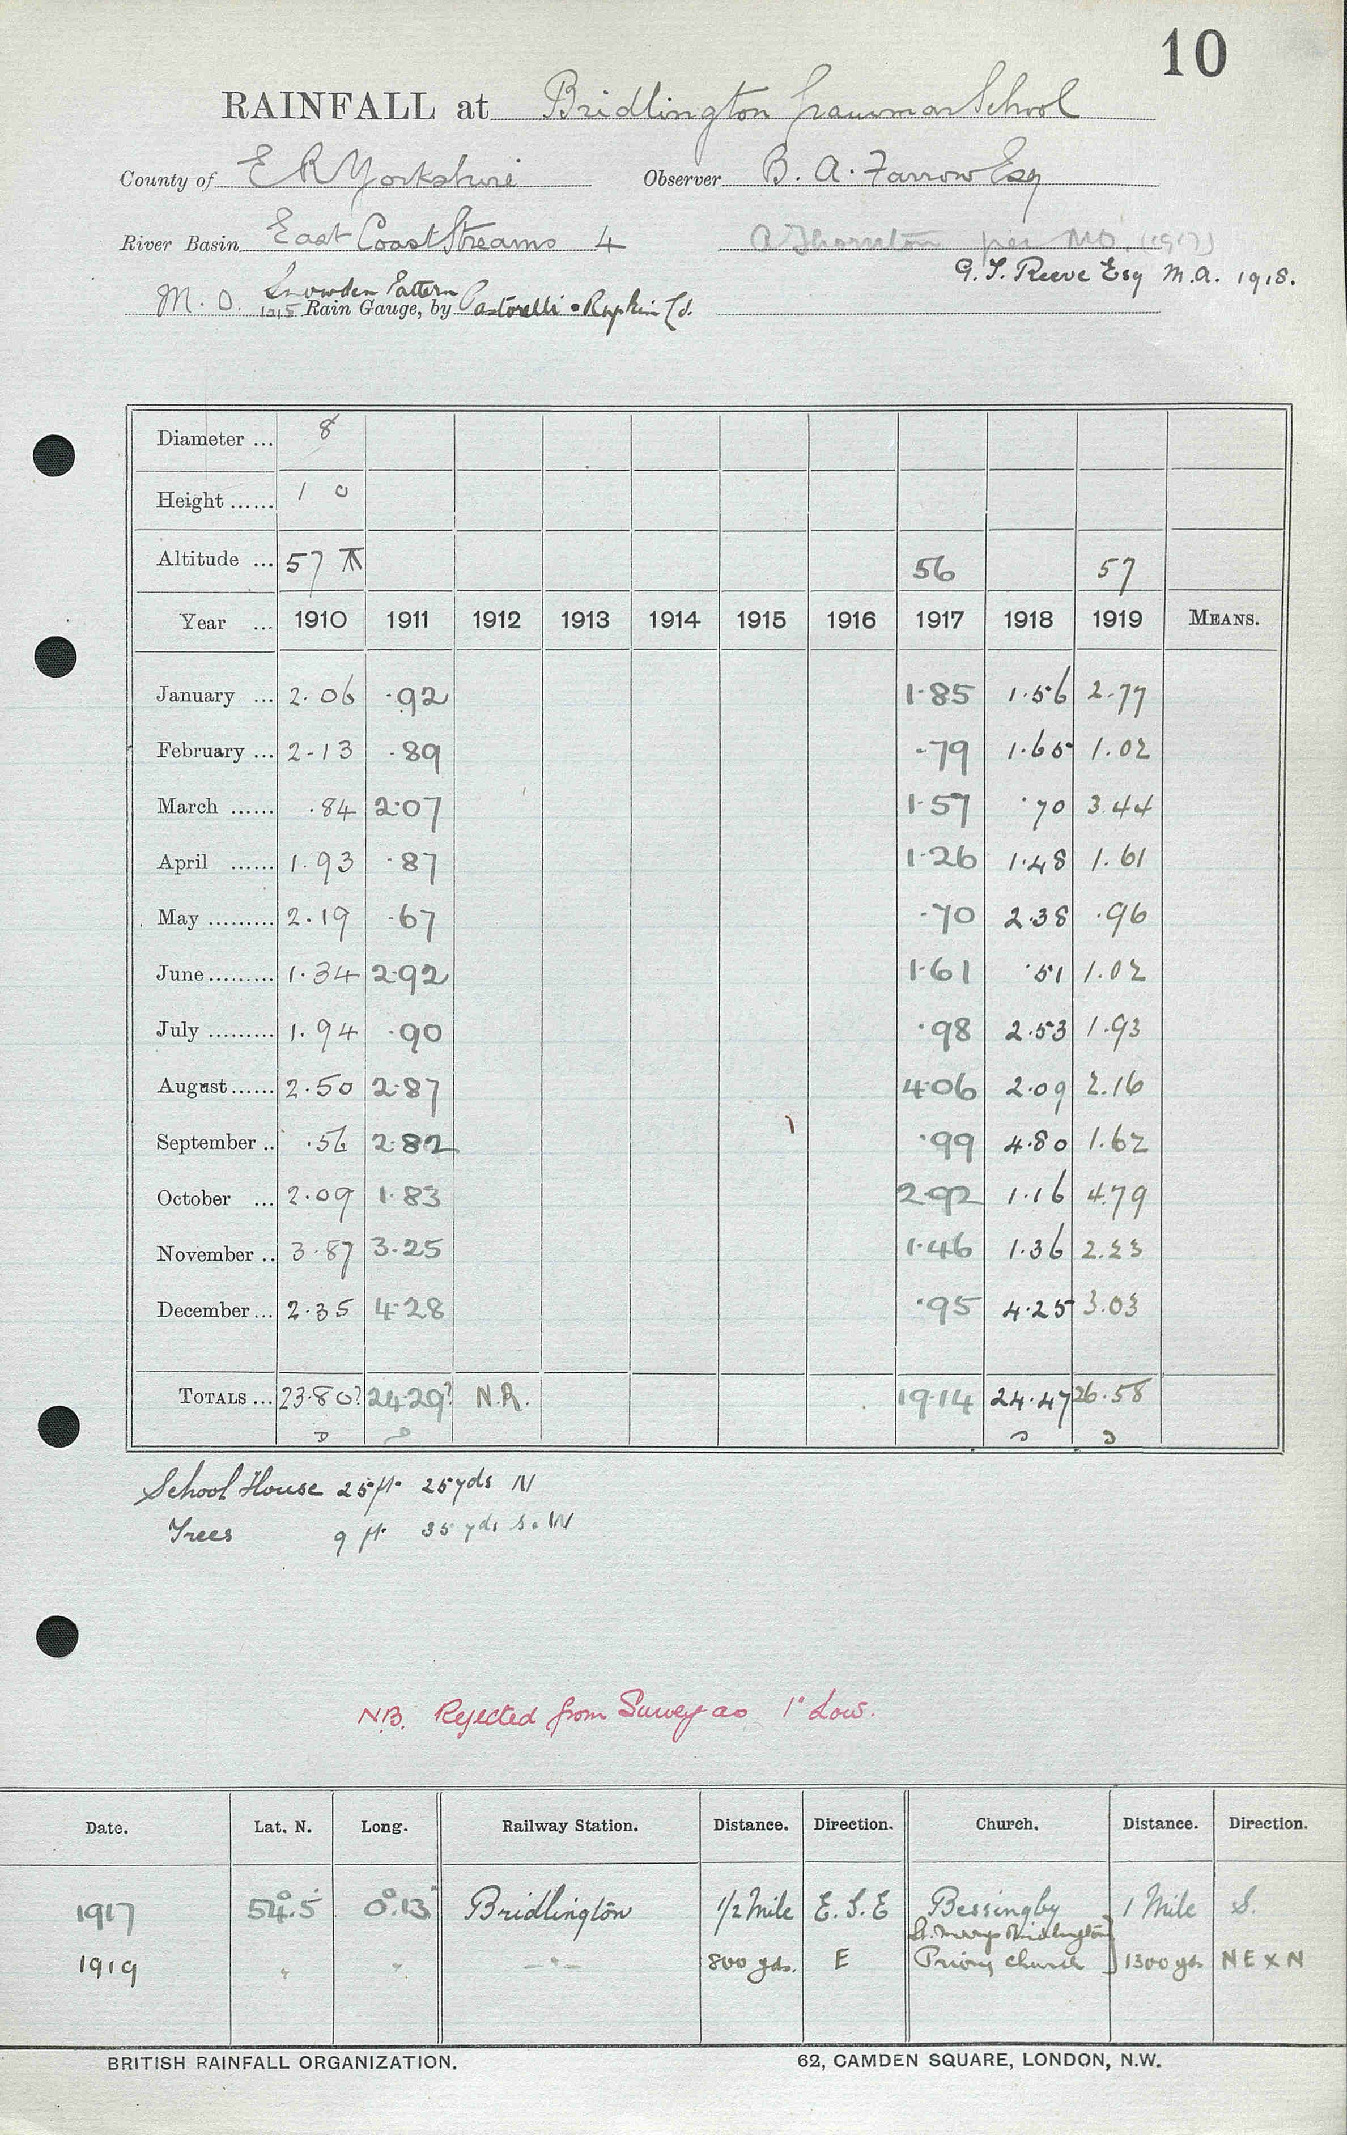 10
RAINFALL at Bridlington Grammar School
County of E R Yorkshire Observer B. A. Farrow Esq
River Basin East Coast Streams 4 A Thornton per M.O. (1917)
G. T. Reeve Esq M.A. 1918.
Snowden Pattern
M. O. 1915 Rain Gauge, by Pastorelli & Rapkin Ld.
Diameter ... 8
Height ...... 1 0
Altitude ... 57 56 57
Year ... 1910 1911 1912 1913 1914 1915 1916 1917 1918 1919 MEANS.
January ... 2.06 .92 1.85 1.56 2.77
February ... 2.13 .89 .79 1.65 1.02
March ...... .84 2.07 1.57 .70 3.44
April ...... 1.93 .87 1.26 1.48 1.61
May ......... 2.19 .67 .70 2.38 .96
June ......... 1.34 2.92 1.61 .51 1.02
July ......... 1.94 .90 .98 2.53 1.93
August ...... 2.50 2.87 4.06 2.09 2.16
September .. .56 2.82 .99 4.80 1.62
October ... 2.09 1.83 2.92 1.16 4.79
November .. 3.87 3.25 1.46 1.36 2.23
December ... 2.35 4.28 .95 4.25 3.03
TOTALS ... 23.80? 24.29? N.R. 19.14 24.47 26.58
School House 25 ft. 25 yds N
Trees 9 ft. 35 yds S.W
NB. Rejected from Survey as 1" Low.
Date. Lat. N. Long. Railway Station. Distance. Direction. Church. Distance. Direction.
1917 54°.5' 0°.13' Bridlington 1/2 Mile E.S.E Bessingby 1 Mile S.
St. Marys Bridlington
1919 " " " 800 yds. E Priory Church 1300 yds N E x N
BRITISH RAINFALL ORGANIZATION. 62, CAMDEN SQUARE, LONDON, N.W.